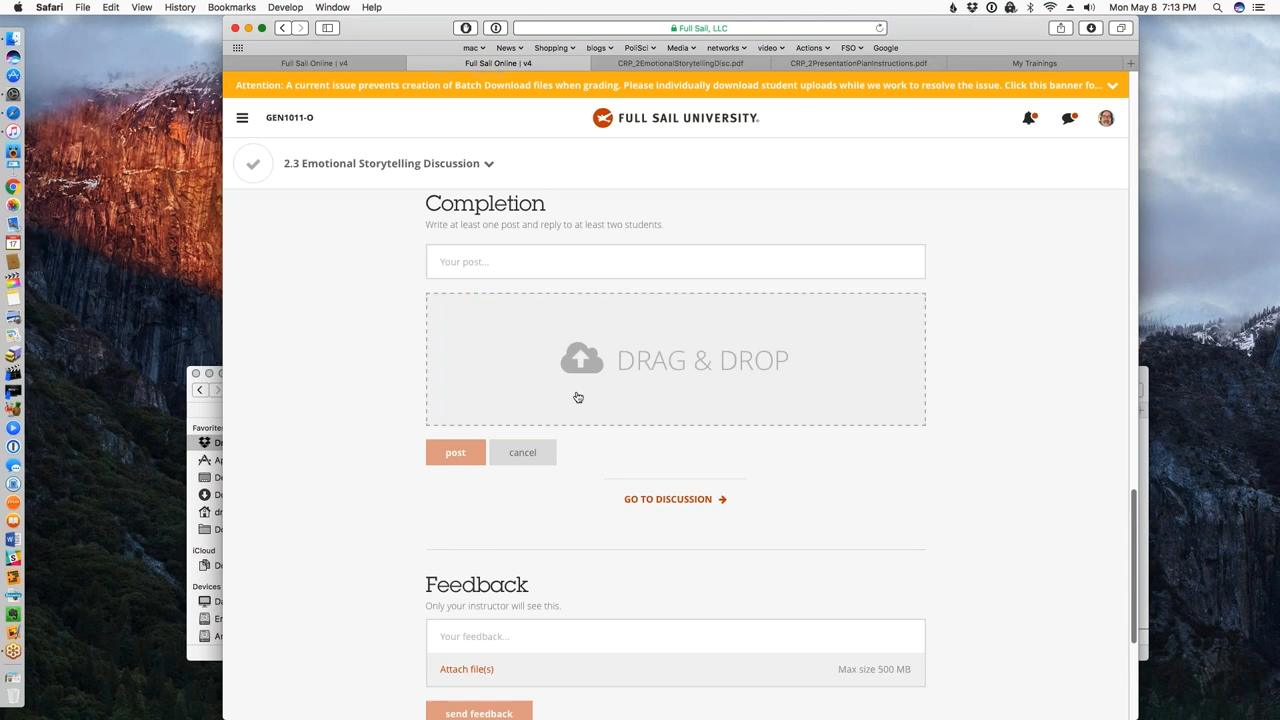 Safari File Edit View History Bookmarks Develop Window Help
Mon May 8 7:13 PM
Full Sail, LLC
mac News Shopping blogs PoliSci Media networks video Actions FSO Google
Full Sail Online | v4
Full Sail Online | v4
CRP_2EmotionalStorytellingDisc.pdf
CRP_2PresentationPlanInstructions.pdf
My Trainings
Attention: A current issue prevents creation of Batch Download files when grading. Please individually download student uploads while we work to resolve the issue. Click this banner fo...
GEN1011-O
FULL SAIL UNIVERSITY.
2.3 Emotional Storytelling Discussion
Completion
Write at least one post and reply to at least two students.
Your post...
DRAG & DROP
post
cancel
GO TO DISCUSSION
Feedback
Only your instructor will see this.
Your feedback...
Attach file(s)
Max size 500 MB
send feedback
Favorite
iCloud
Devices
17